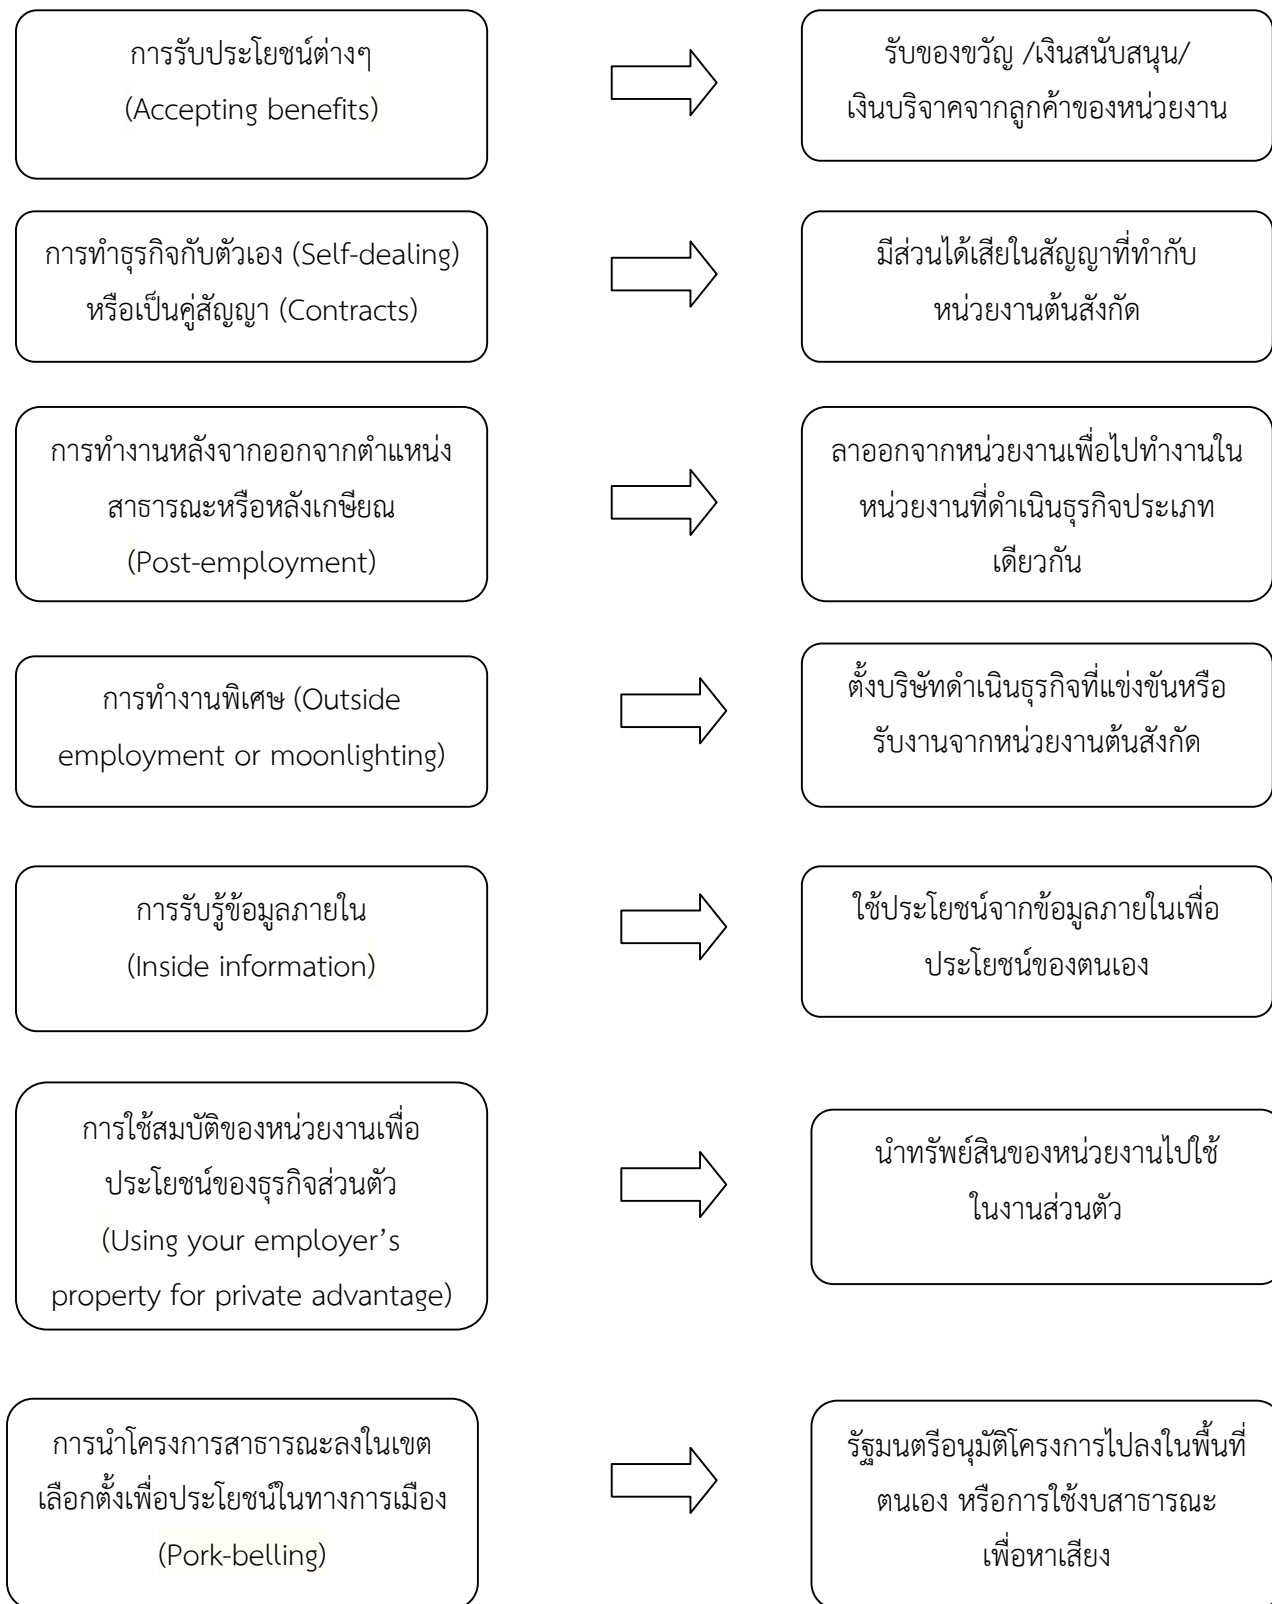 การรับประโยชน์ต่างๆ
(Accepting benefits)
รับของขวัญ /เงินสนับสนุน/
เงินบริจาคจากลูกค้าของหน่วยงาน
การทำธุรกิจกับตัวเอง (Self-dealing)
หรือเป็นคู่สัญญา (Contracts)
มีส่วนได้เสียในสัญญาที่ทำกับ
หน่วยงานต้นสังกัด
การทำงานหลังจากออกจากตำแหน่ง
สาธารณะหรือหลังเกษียณ
(Post-employment)
ลาออกจากหน่วยงานเพื่อไปทำงานใน
หน่วยงานที่ดำเนินธุรกิจประเภท
เดียวกัน
การทำงานพิเศษ (Outside
employment or moonlighting)
ตั้งบริษัทดำเนินธุรกิจที่แข่งขันหรือ
รับงานจากหน่วยงานต้นสังกัด
การรับรู้ข้อมูลภายใน
(Inside information)
ใช้ประโยชน์จากข้อมูลภายในเพื่อ
ประโยชน์ของตนเอง
การใช้สมบัติของหน่วยงานเพื่อ
ประโยชน์ของธุรกิจส่วนตัว
(Using your employer’s
property for private advantage)
นำทรัพย์สินของหน่วยงานไปใช้
ในงานส่วนตัว
การนำโครงการสาธารณะลงในเขต
เลือกตั้งเพื่อประโยชน์ในทางการเมือง
(Pork-belling)
รัฐมนตรีอนุมัติโครงการไปลงในพื้นที่
ตนเอง หรือการใช้งบสาธารณะ
เพื่อหาเสียง